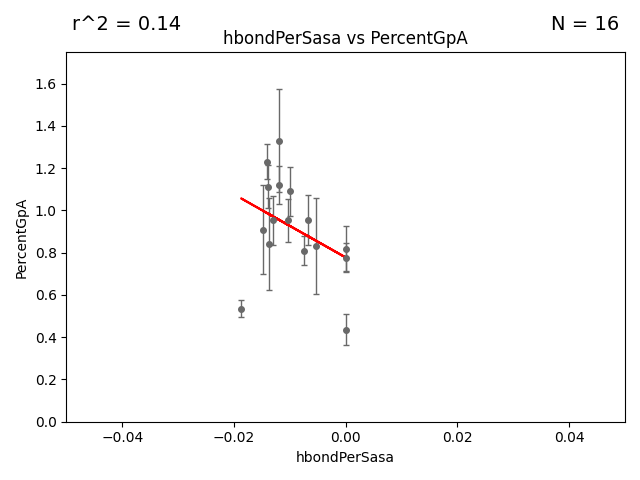 r^2 = 0.14
N = 16
hbondPerSasa vs PercentGpA
PercentGpA
1.6
1.4
1.2
1.0
0.8
0.6
0.4
0.2
0.0
−0.04
−0.02
0.00
0.02
0.04
hbondPerSasa